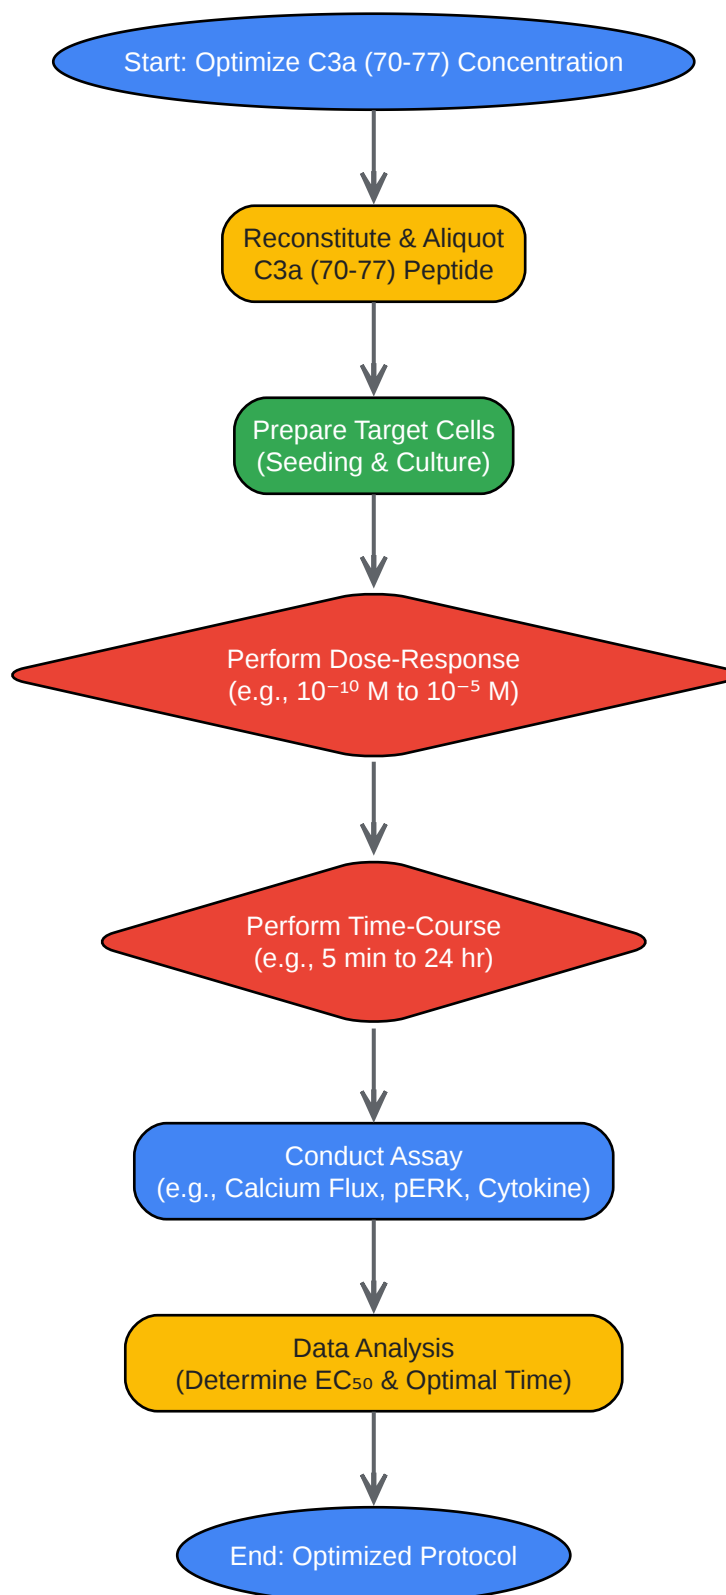 Start: Optimize C3a (70-77) Concentration
Reconstitute & Aliquot
C3a (70-77) Peptide
Prepare Target Cells
(Seeding & Culture)
Perform Dose-Response
(e.g., 10⁻¹⁰ M to 10⁻⁵ M)
Perform Time-Course
(e.g., 5 min to 24 hr)
Conduct Assay
(e.g., Calcium Flux, pERK, Cytokine)
Data Analysis
(Determine EC₅₀ & Optimal Time)
End: Optimized Protocol